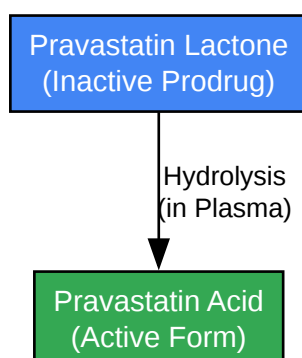 Pravastatin Lactone
(Inactive Prodrug)
Hydrolysis
(in Plasma)
Pravastatin Acid
(Active Form)